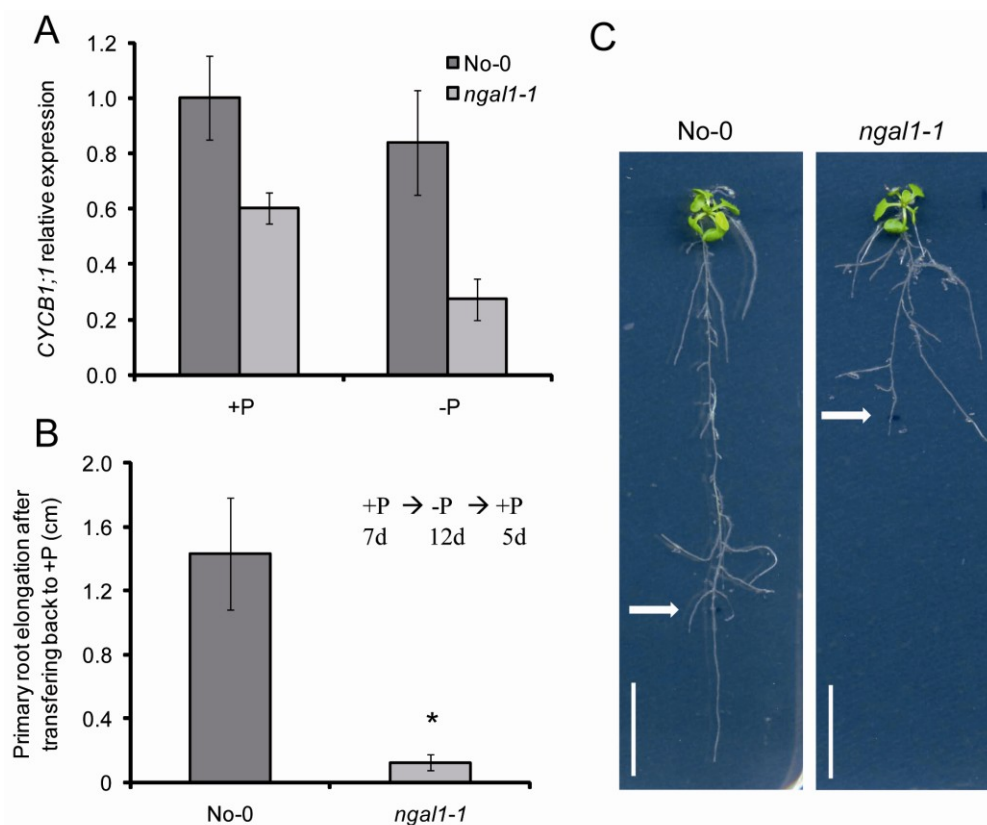 A
CYCB1;1 relative expression
1.2
1.0
0.8
0.6
0.4
0.2
0.0
No-0
ngal1-1
+P
-P
B
Primary root elongation after
transfering back to +P (cm)
2.0
1.6
1.2
0.8
0.4
0
+P → -P → +P
7d 12d 5d
*
No-0
ngal1-1
C
No-0
ngal1-1